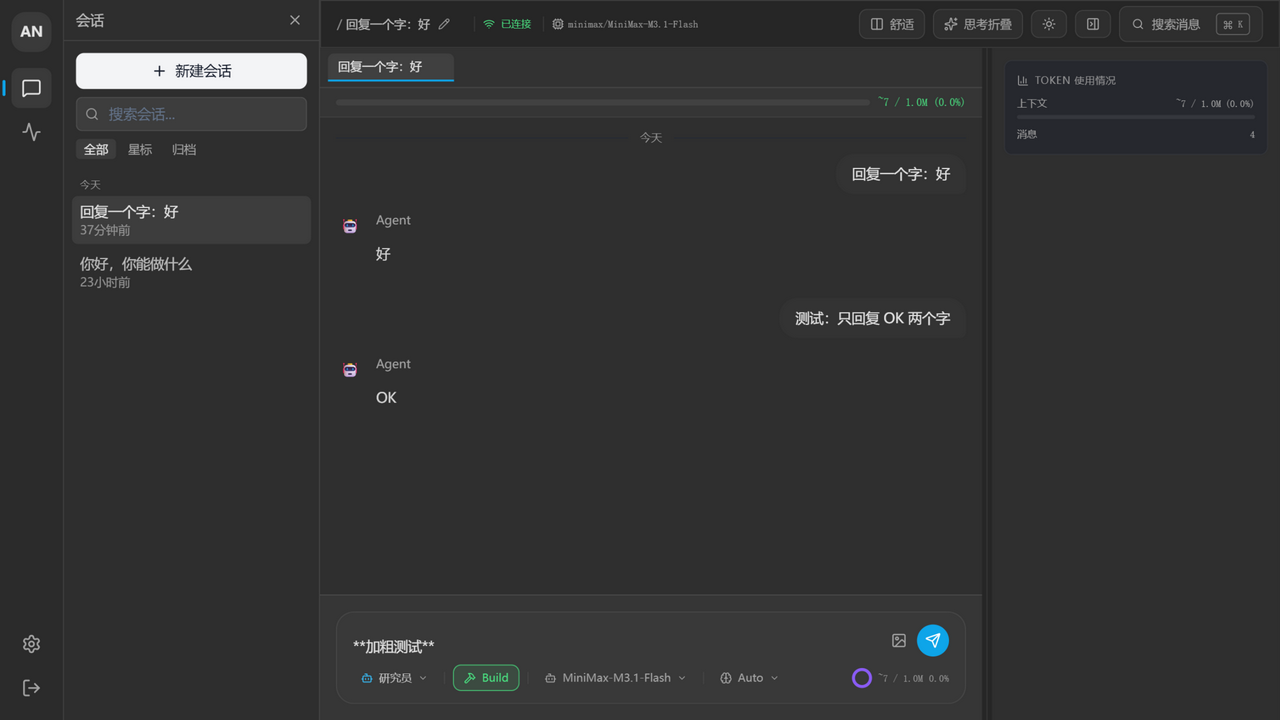 AN
会话
新建会话
搜索会话...
全部 星标 归档
今天
回复一个字：好
37分钟前
你好，你能做什么
23小时前
/ 回复一个字：好
已连接
minimax/MiniMax-M3.1-Flash
舒适
思考折叠
搜索消息 ⌘ K
回复一个字：好
~7 / 1.0M (0.0%)
今天
回复一个字：好
Agent
好
测试：只回复 OK 两个字
Agent
OK
**加粗测试**
研究员
Build
MiniMax-M3.1-Flash
Auto
~7 / 1.0M 0.0%
TOKEN 使用情况
上下文 ~7 / 1.0M (0.0%)
消息 4